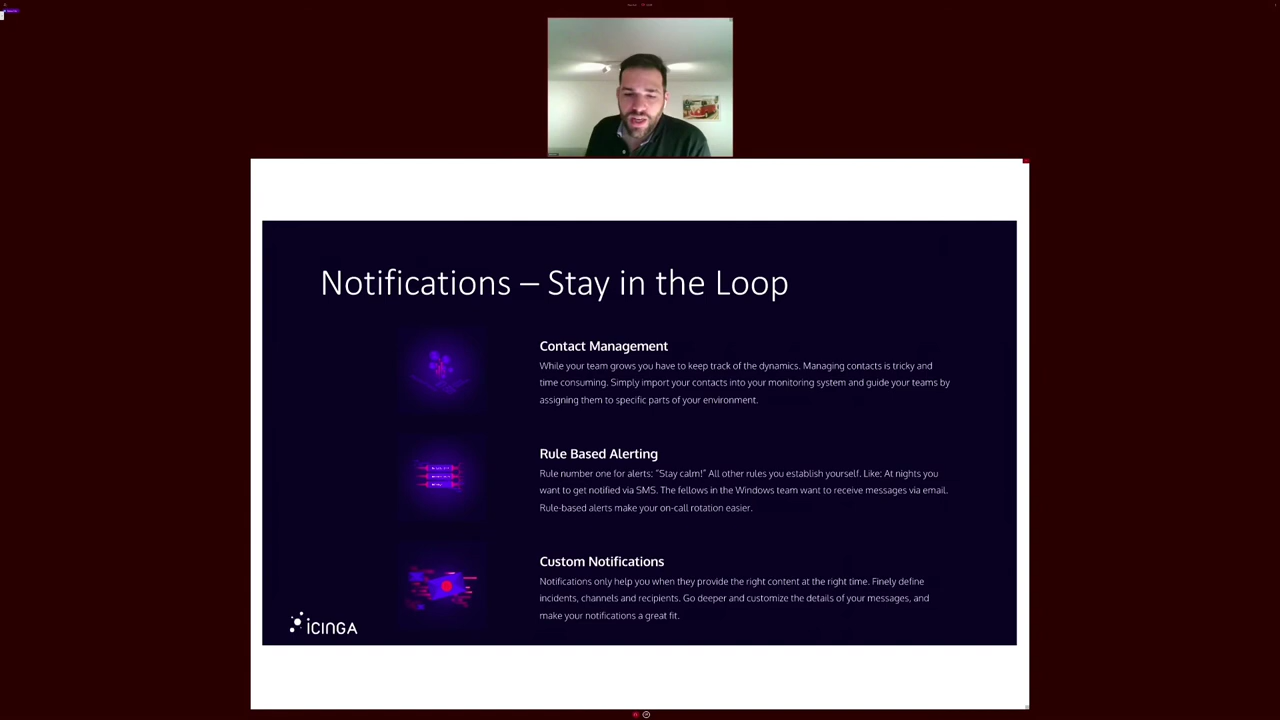 Notifications – Stay in the Loop
Contact Management
While your team grows you have to keep track of the dynamics. Managing contacts is tricky and
time consuming. Simply import your contacts into your monitoring system and guide your teams by
assigning them to specific parts of your environment.
Rule Based Alerting
Rule number one for alerts: “Stay calm!” All other rules you establish yourself. Like: At nights you
want to get notified via SMS. The fellows in the Windows team want to receive messages via email.
Rule-based alerts make your on-call rotation easier.
Custom Notifications
Notifications only help you when they provide the right content at the right time. Finely define
incidents, channels and recipients. Go deeper and customize the details of your messages, and
make your notifications a great fit.
ICINGA